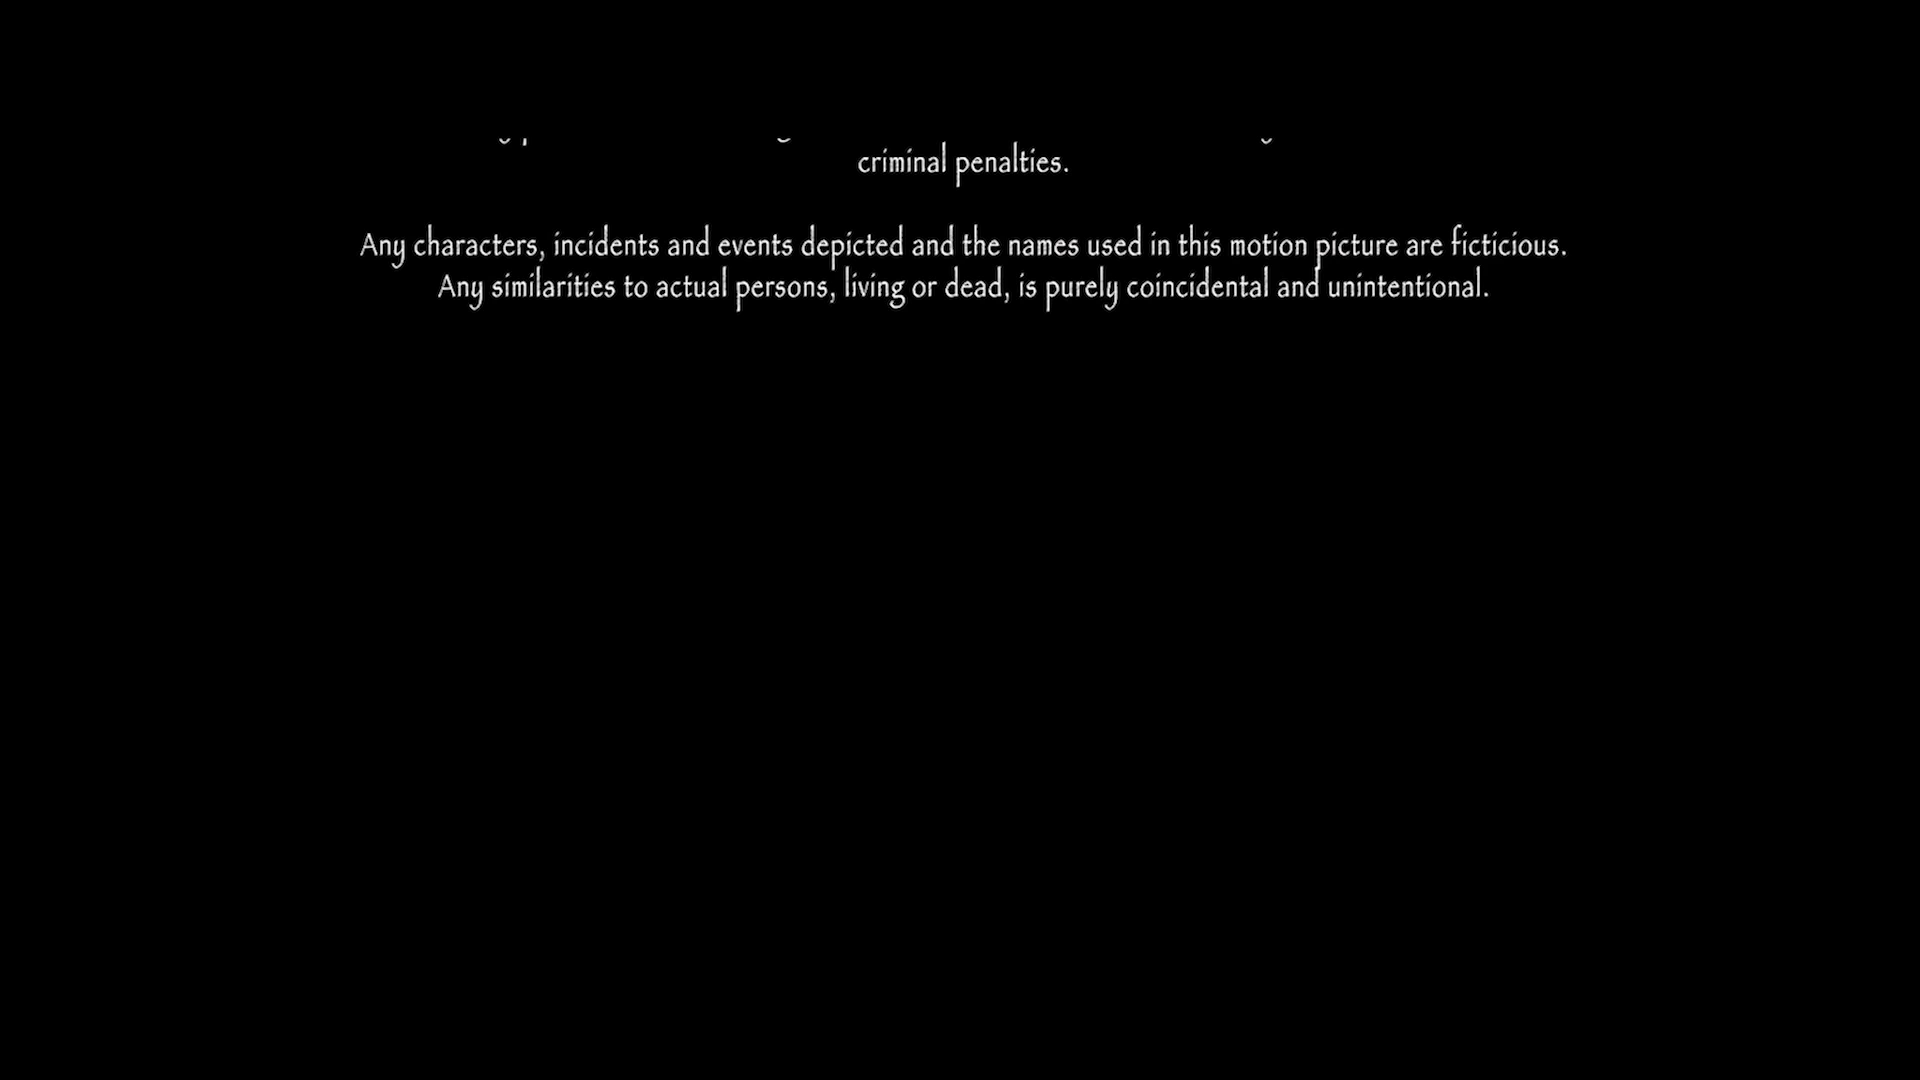 criminal penalties.
Any characters, incidents and events depicted and the names used in this motion picture are ficticious.
Any similarities to actual persons, living or dead, is purely coincidental and unintentional.